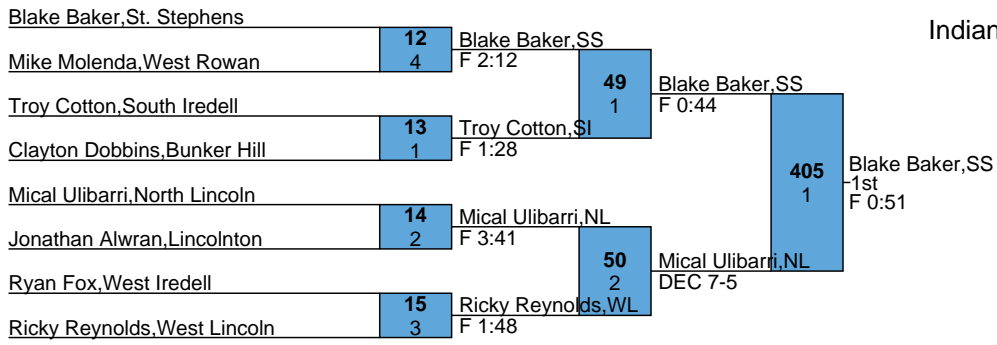 Blake Baker,St. Stephens
Indian
12
Blake Baker,SS
Mike Molenda,West Rowan
4
F 2:12
49
Blake Baker,SS
Troy Cotton,South Iredell
1
F 0:44
13
Troy Cotton,SI
Clayton Dobbins,Bunker Hill
1
F 1:28
405
Blake Baker,SS
1st
Mical Ulibarri,North Lincoln
1
F 0:51
14
Mical Ulibarri,NL
Jonathan Alwran,Lincolnton
2
F 3:41
50
Mical Ulibarri,NL
Ryan Fox,West Iredell
2
DEC 7-5
15
Ricky Reynolds,WL
Ricky Reynolds,West Lincoln
3
F 1:48